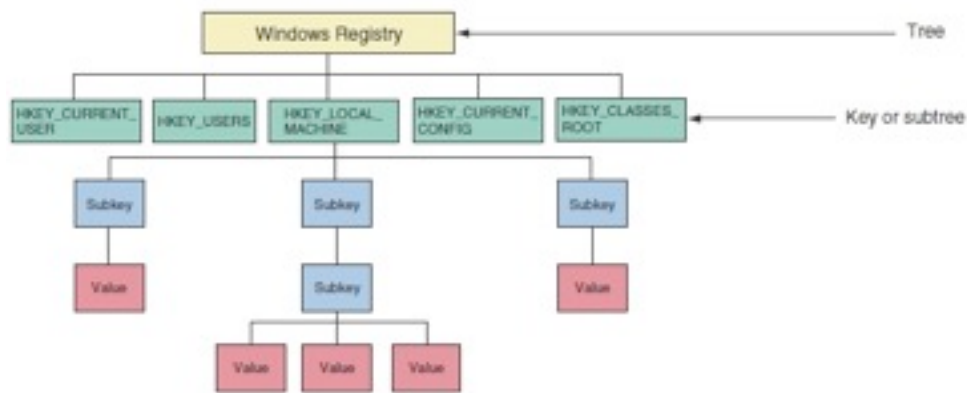 Windows Registry
Tree
HKEY_CURRENT_
USER
HKEY_USERS
HKEY_LOCAL_
MACHINE
HKEY_CURRENT_
CONFIG
HKEY_CLASSES_
ROOT
Key or subtree
Subkey
Subkey
Subkey
Value
Subkey
Value
Value
Value
Value